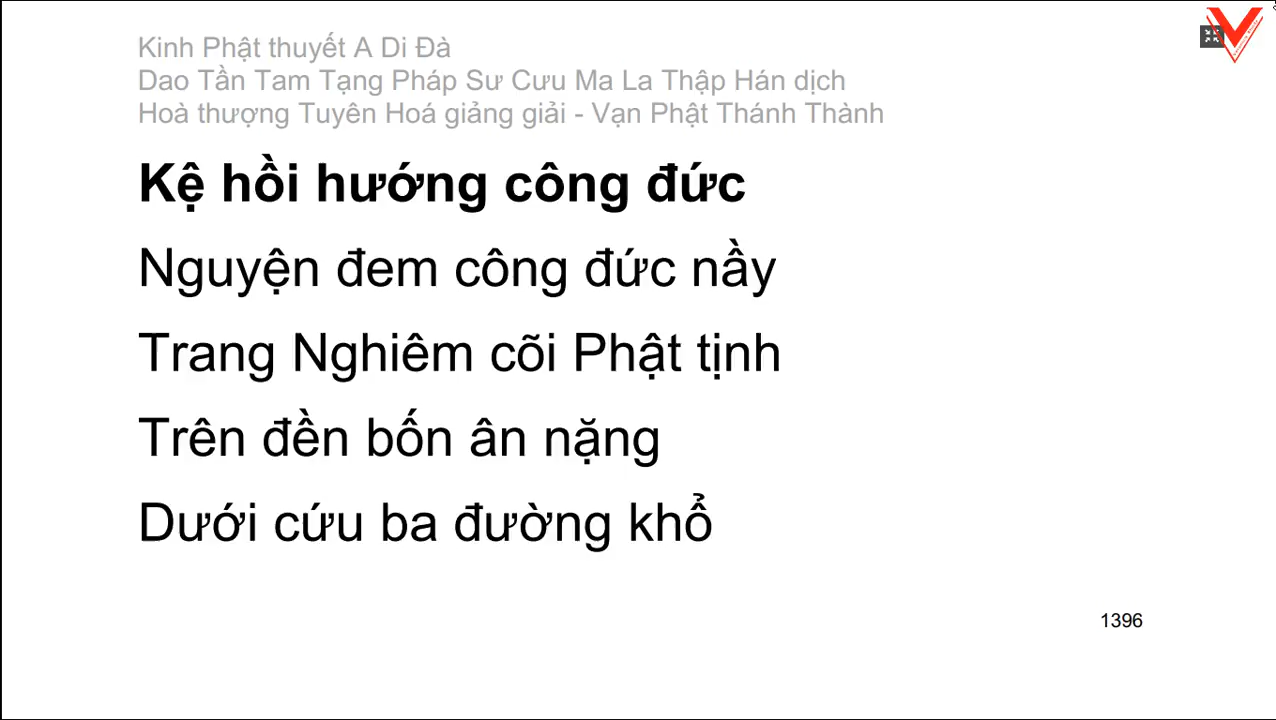 Kinh Phật thuyết A Di Đà
Dao Tần Tam Tạng Pháp Sư Cưu Ma La Thập Hán dịch
Hoà thượng Tuyên Hoá giảng giải - Vạn Phật Thánh Thành
Kệ hồi hướng công đức
Nguyện đem công đức nầy
Trang Nghiêm cõi Phật tịnh
Trên đền bốn ân nặng
Dưới cứu ba đường khổ
1396